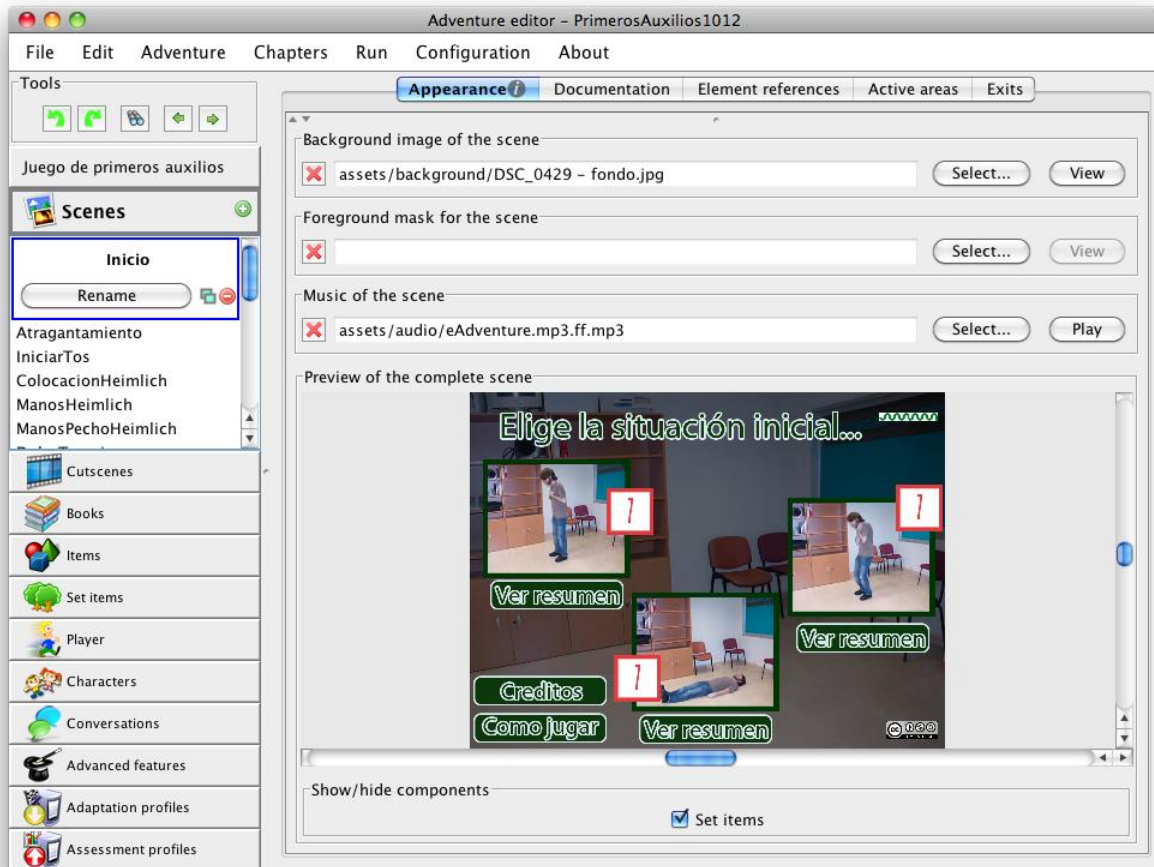 Adventure editor – PrimerosAuxilios1012
File Edit Adventure Chapters Run Configuration About
Tools
Juego de primeros auxilios
Scenes
Inicio
Rename
Atragantamiento
IniciarTos
ColocacionHeimlich
ManosHeimlich
ManosPechoHeimlich
Cutscenes
Books
Items
Set items
Player
Characters
Conversations
Advanced features
Adaptation profiles
Assessment profiles
Appearance Documentation Element references Active areas Exits
Background image of the scene
assets/background/DSC_0429 – fondo.jpg Select... View
Foreground mask for the scene
Select... View
Music of the scene
assets/audio/eAdventure.mp3.ff.mp3 Select... Play
Preview of the complete scene
Elige la situación inicial...
Ver resumen
Ver resumen
Creditos
Como jugar
Ver resumen
Show/hide components
Set items